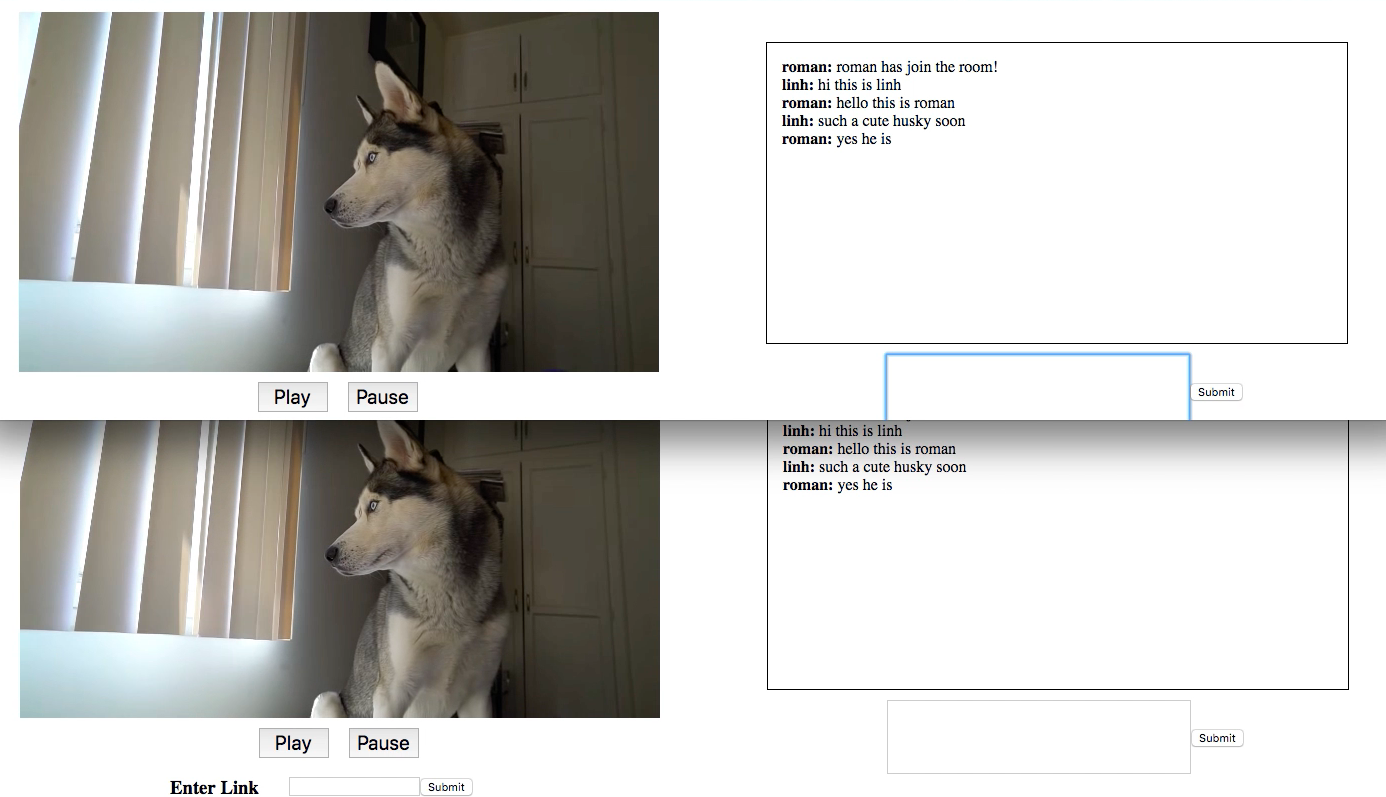 roman: roman has join the room!
linh: hi this is linh
roman: hello this is roman
linh: such a cute husky soon
roman: yes he is
Submit
Play Pause
linh: hi this is linh
roman: hello this is roman
linh: such a cute husky soon
roman: yes he is
Submit
Play Pause
Enter Link Submit